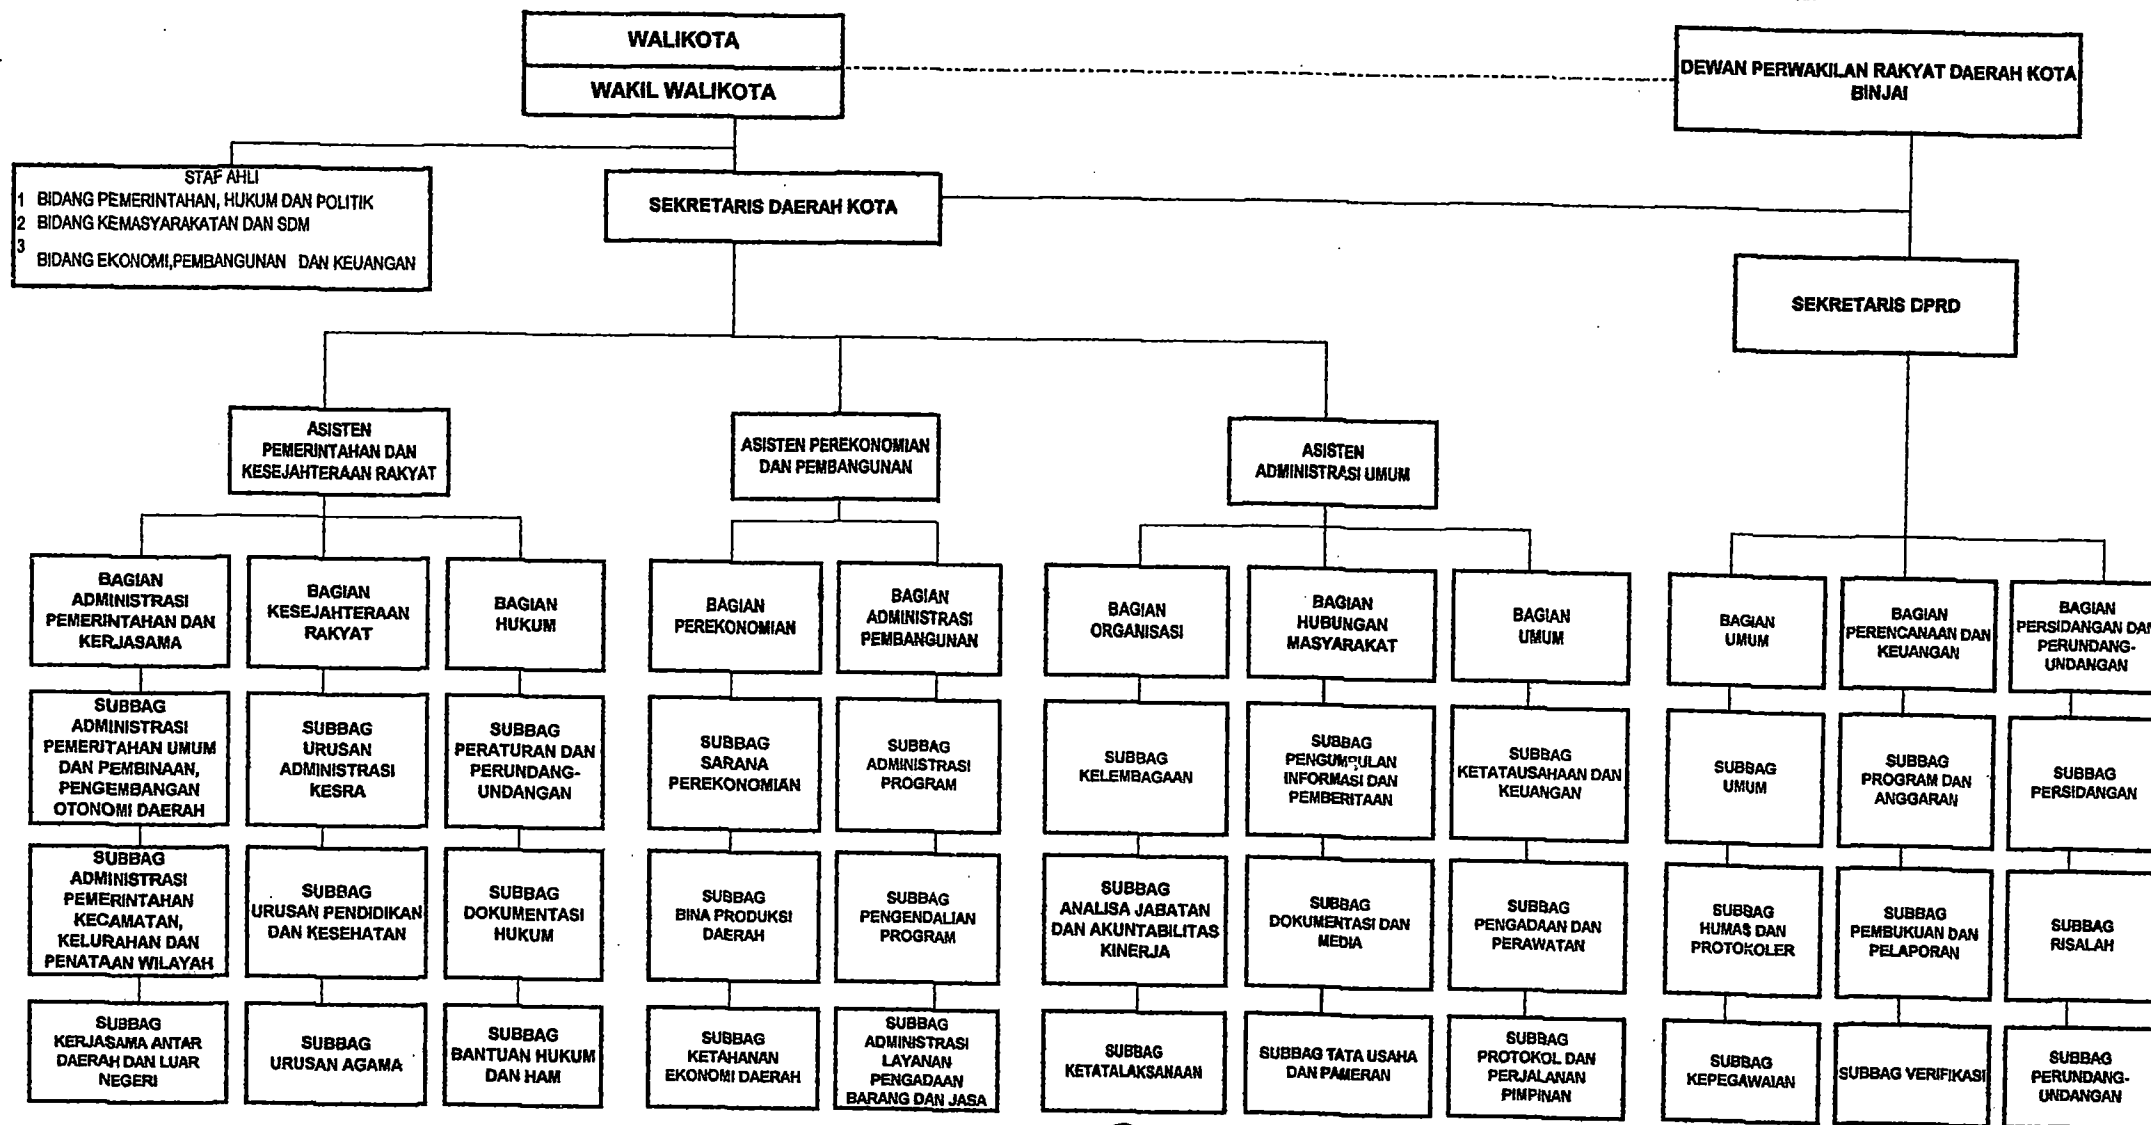 WALIKOTA
WAKIL WALIKOTA
DEWAN PERWAKILAN RAKYAT DAERAH KOTA
BINJAI
STAF AHLI
1 BIDANG PEMERINTAHAN, HUKUM DAN POLITIK
2 BIDANG KEMASYARAKATAN DAN SDM
3
BIDANG EKONOMI,PEMBANGUNAN DAN KEUANGAN
SEKRETARIS DAERAH KOTA
SEKRETARIS DPRD
ASISTEN
PEMERINTAHAN DAN
KESEJAHTERAAN RAKYAT
ASISTEN PEREKONOMIAN
DAN PEMBANGUNAN
ASISTEN
ADMINISTRASI UMUM
BAGIAN
ADMINISTRASI
PEMERINTAHAN DAN
KERJASAMA
BAGIAN
KESEJAHTERAAN
RAKYAT
BAGIAN
HUKUM
BAGIAN
PEREKONOMIAN
BAGIAN
ADMINISTRASI
PEMBANGUNAN
BAGIAN
ORGANISASI
BAGIAN
HUBUNGAN
MASYARAKAT
BAGIAN
UMUM
BAGIAN
UMUM
BAGIAN
PERENCANAAN DAN
KEUANGAN
BAGIAN
PERSIDANGAN DAN
PERUNDANG-
UNDANGAN
SUBBAG
ADMINISTRASI
PEMERITAHAN UMUM
DAN PEMBINAAN,
PENGEMBANGAN
OTONOMI DAERAH
SUBBAG
URUSAN
ADMINISTRASI
KESRA
SUBBAG
PERATURAN DAN
PERUNDANG-
UNDANGAN
SUBBAG
SARANA
PEREKONOMIAN
SUBBAG
ADMINISTRASI
PROGRAM
SUBBAG
KELEMBAGAAN
SUBBAG
PENGUMPULAN
INFORMASI DAN
PEMBERITAAN
SUBBAG
KETATAUSAHAAN DAN
KEUANGAN
SUBBAG
UMUM
SUBBAG
PROGRAM DAN
ANGGARAN
SUBBAG
PERSIDANGAN
SUBBAG
ADMINISTRASI
PEMERINTAHAN
KECAMATAN,
KELURAHAN DAN
PENATAAN WILAYAH
SUBBAG
URUSAN PENDIDIKAN
DAN KESEHATAN
SUBBAG
DOKUMENTASI
HUKUM
SUBBAG
BINA PRODUKSI
DAERAH
SUBBAG
PENGENDALIAN
PROGRAM
SUBBAG
ANALISA JABATAN
DAN AKUNTABILITAS
KINERJA
SUBBAG
DOKUMENTASI DAN
MEDIA
SUBBAG
PENGADAAN DAN
PERAWATAN
SUBBAG
HUMAS DAN
PROTOKOLER
SUBBAG
PEMBUKUAN DAN
PELAPORAN
SUBBAG
RISALAH
SUBBAG
KERJASAMA ANTAR
DAERAH DAN LUAR
NEGERI
SUBBAG
URUSAN AGAMA
SUBBAG
BANTUAN HUKUM
DAN HAM
SUBBAG
KETAHANAN
EKONOMI DAERAH
SUBBAG
ADMINISTRASI
LAYANAN
PENGADAAN
BARANG DAN JASA
SUBBAG
KETATALAKSANAAN
SUBBAG TATA USAHA
DAN PAMERAN
SUBBAG
PROTOKOL DAN
PERJALANAN
PIMPINAN
SUBBAG
KEPEGAWAIAN
SUBBAG VERIFIKASI
SUBBAG
PERUNDANG-
UNDANGAN